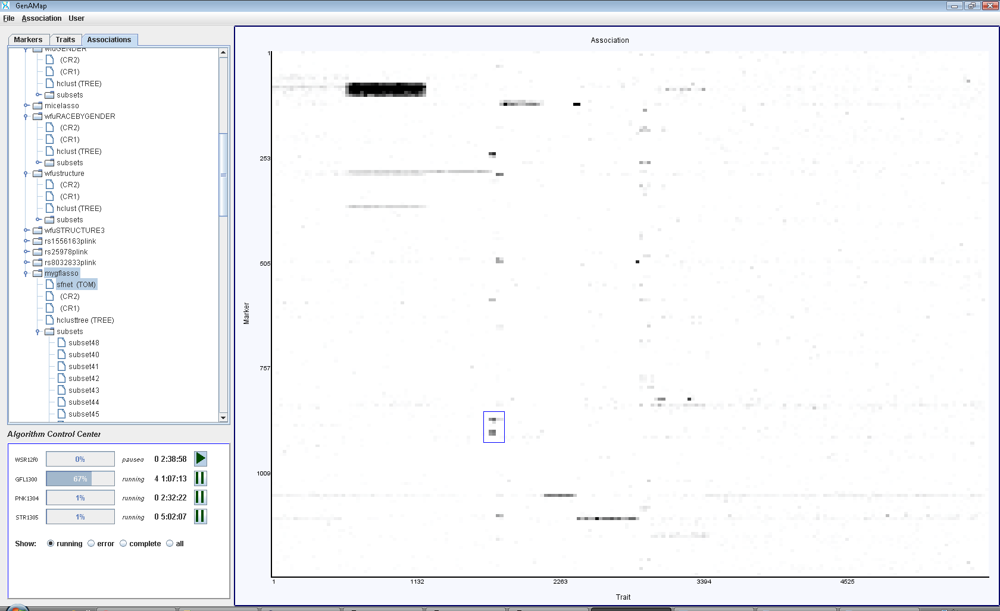 GenAMap
File Association User
Markers Traits Associations
wfuGENDER
(CR2)
(CR1)
hclust (TREE)
subsets
micelasso
wfuRACEBYGENDER
(CR2)
(CR1)
hclust (TREE)
subsets
wfustructure
(CR2)
(CR1)
hclust (TREE)
subsets
wfuSTRUCTURE3
rs1556163plink
rs25978plink
rs8032833plink
mygflasso
sfnet (TOM)
(CR2)
(CR1)
hclusttree (TREE)
subsets
subset48
subset40
subset41
subset42
subset43
subset44
subset45
Algorithm Control Center
WSR12f0 0% paused 0 2:38:58
GFL1300 67% running 4 1:07:13
PNK1304 1% running 0 2:32:22
STR1305 1% running 0 5:02:07
Show: running error complete all
Association
1
253
505
757
1009
Marker
1 1132 2263 3394 4525
Trait